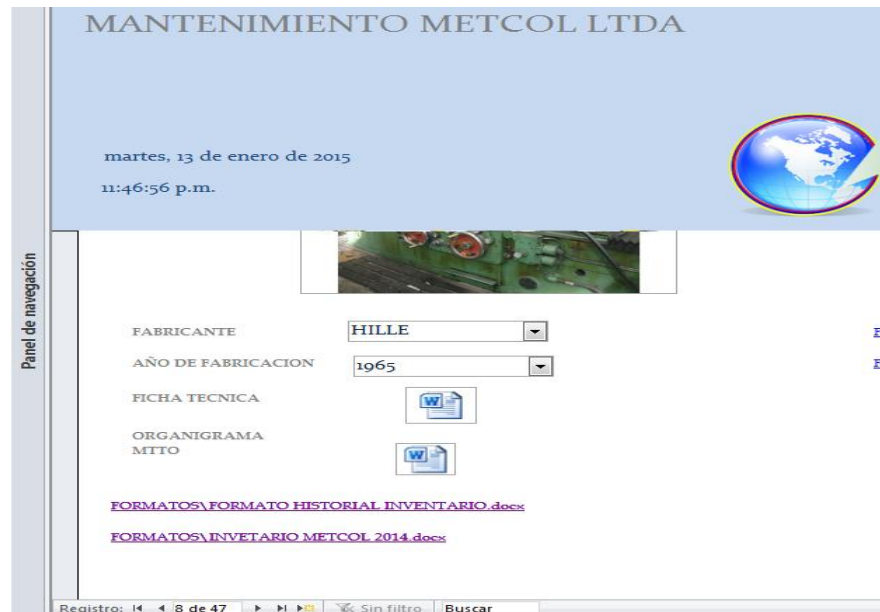 MANTENIMIENTO METCOL LTDA
martes, 13 de enero de 2015
11:46:56 p.m.
Panel de navegación
FABRICANTE
HILLE
AÑO DE FABRICACION
1965
FICHA TECNICA
ORGANIGRAMA
MTTO
FORMATOS\FORMATO HISTORIAL INVENTARIO.docx
FORMATOS\INVETARIO METCOL 2014.docx
Registro: 8 de 47 Sin filtro Buscar